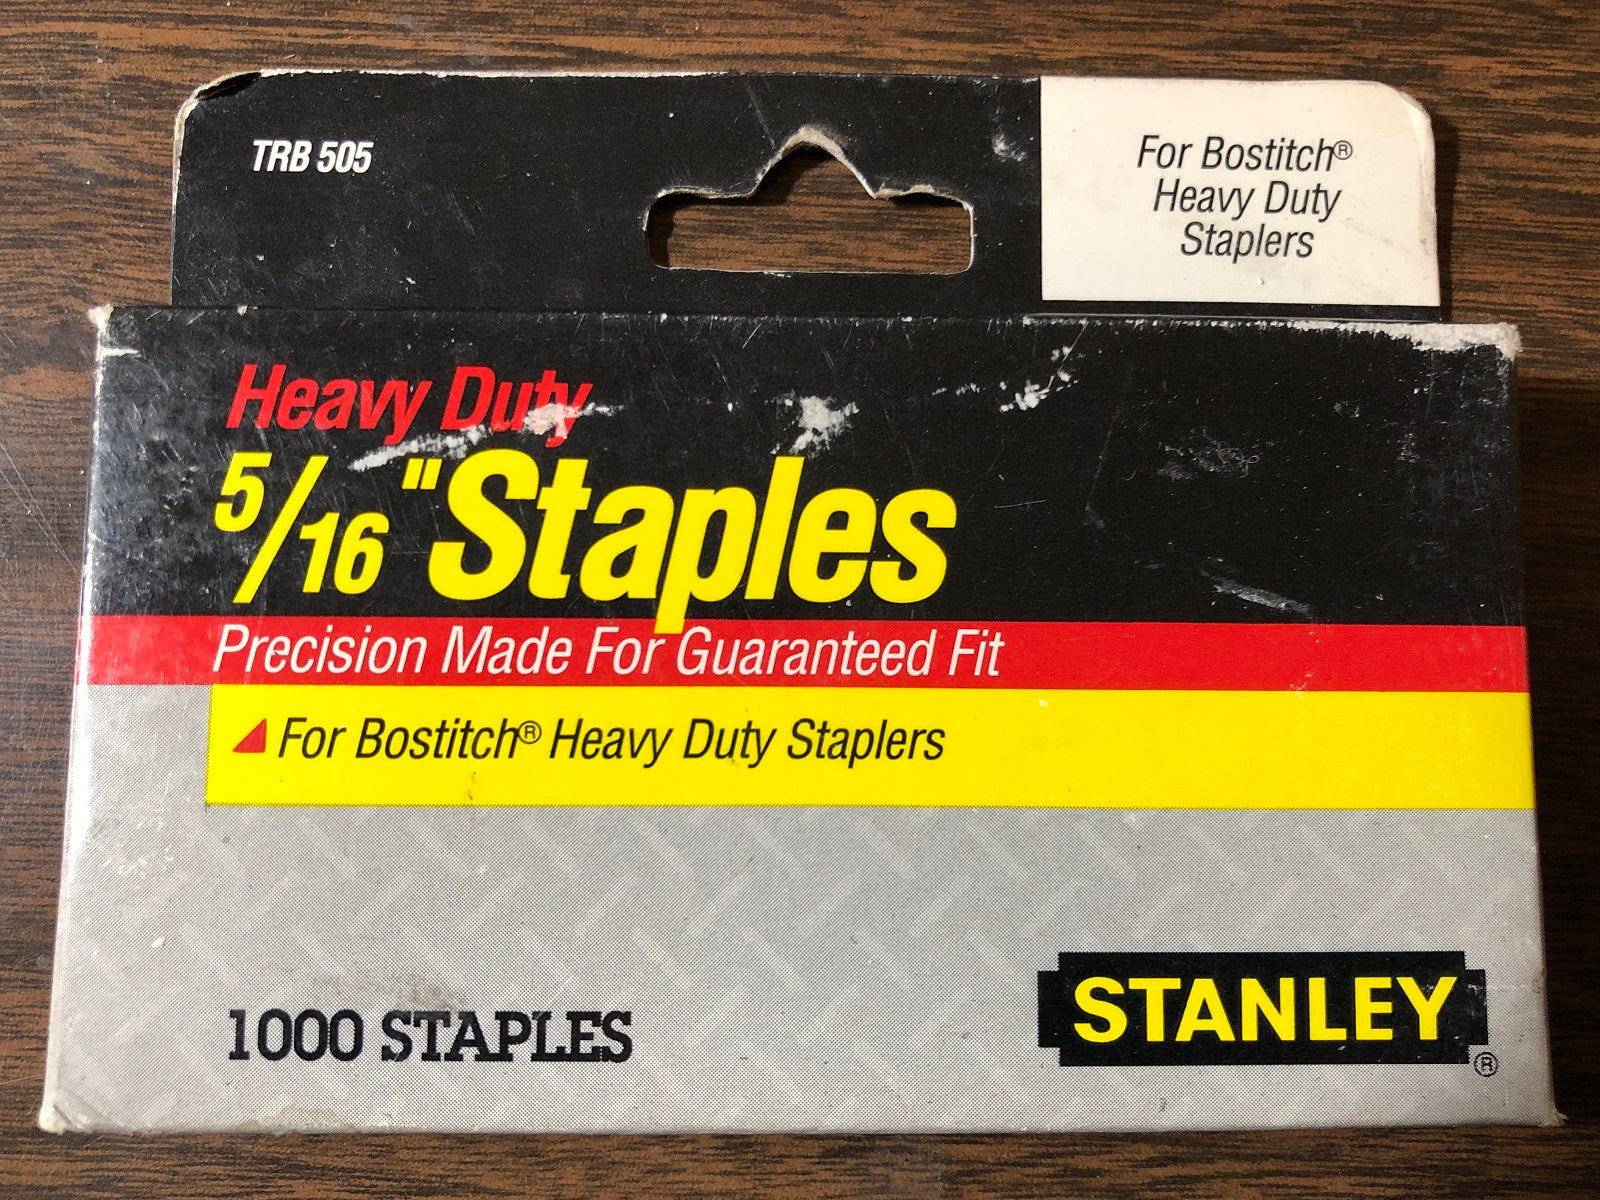 TRB 505
For Bostitch®
Heavy Duty
Staplers
Heavy Duty
5/16 "Staples
Precision Made For Guaranteed Fit
For Bostitch® Heavy Duty Staplers
1000 STAPLES
STANLEY®